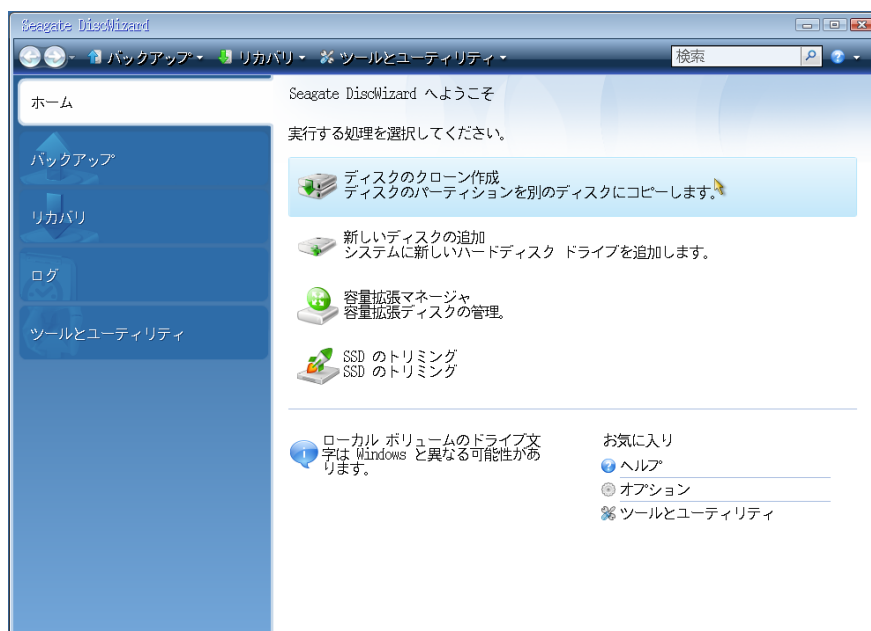 Seagate DiscWizard
バックアップ リカバリ ツールとユーティリティ 検索
ホーム
バックアップ
リカバリ
ログ
ツールとユーティリティ
Seagate DiscWizard へようこそ
実行する処理を選択してください。
ディスクのクローン作成
ディスクのパーティションを別のディスクにコピーします。
新しいディスクの追加
システムに新しいハードディスク ドライブを追加します。
容量拡張マネージャ
容量拡張ディスクの管理。
SSD のトリミング
SSD のトリミング
ローカル ボリュームのドライブ文
字は Windows と異なる可能性があ
ります。
お気に入り
ヘルプ
オプション
ツールとユーティリティ